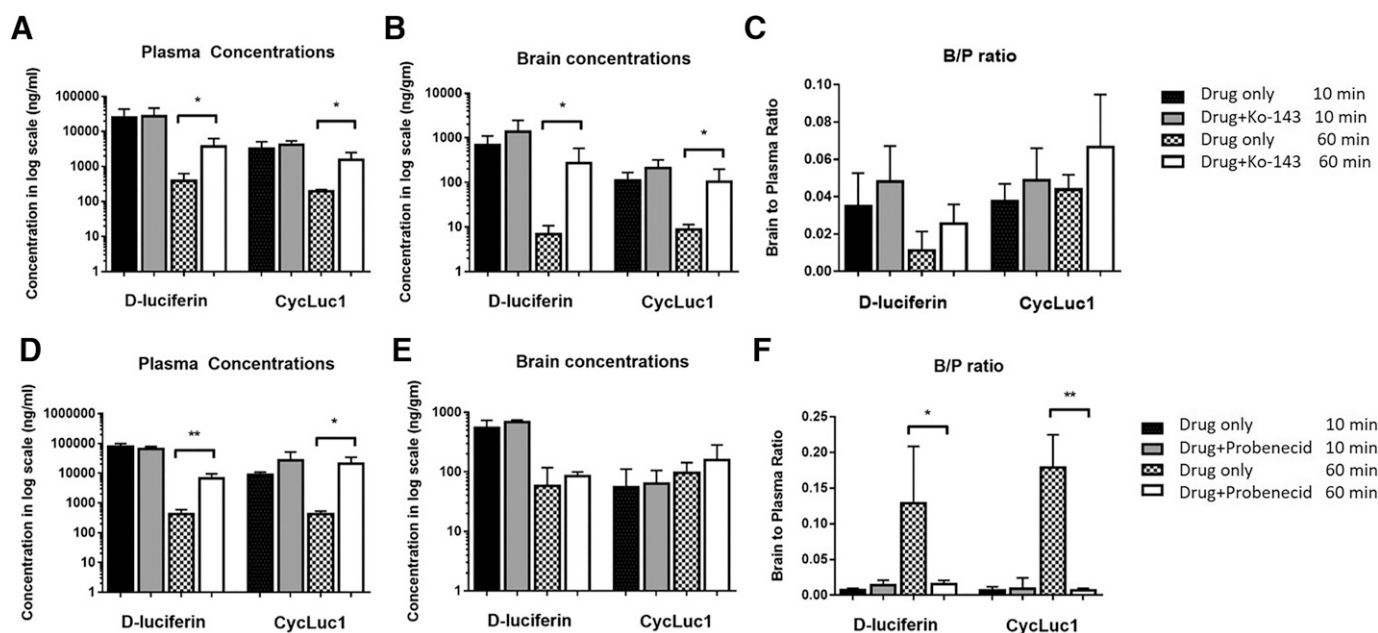 A
Plasma Concentrations
Concentration in log scale (ng/ml)
100000
10000
1000
100
10
1
*
*
D-luciferin
CycLuc1
B
Brain concentrations
Concentration in log scale (ng/gm)
10000
1000
100
10
1
*
*
D-luciferin
CycLuc1
C
B/P ratio
Brain to Plasma Ratio
0.10
0.08
0.06
0.04
0.02
0.00
D-luciferin
CycLuc1
Drug only 10 min
Drug+Ko-143 10 min
Drug only 60 min
Drug+Ko-143 60 min
D
Plasma Concentrations
Concentration in log scale (ng/ml)
1000000
100000
10000
1000
100
10
1
**
*
D-luciferin
CycLuc1
E
Brain concentrations
Concentration in log scale (ng/gm)
1000
100
10
1
D-luciferin
CycLuc1
F
B/P ratio
Brain to Plasma Ratio
0.25
0.20
0.15
0.10
0.05
0.00
*
**
D-luciferin
CycLuc1
Drug only 10 min
Drug+Probenecid 10 min
Drug only 60 min
Drug+Probenecid 60 min